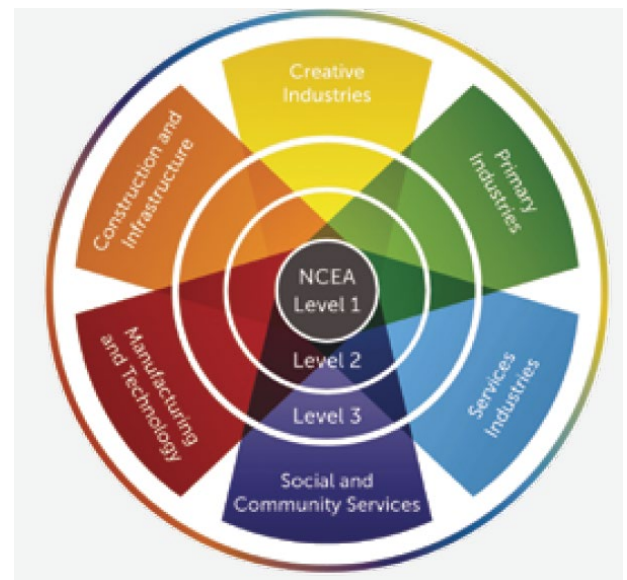 Creative
Industries
Primary
Industries
Services
Industries
Social and
Community Services
Manufacturing
and Technology
Construction and
Infrastructure
NCEA
Level 1
Level 2
Level 3